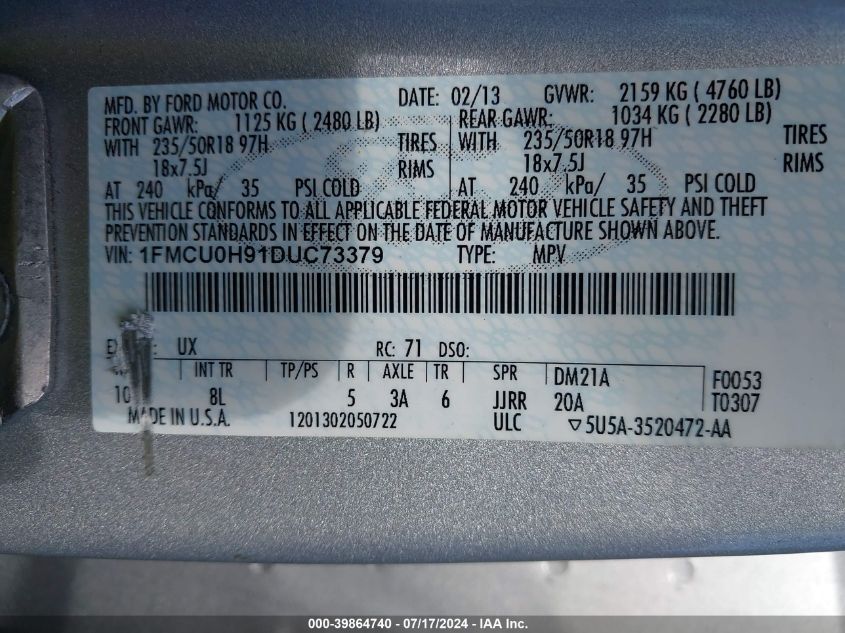 MFD. BY FORD MOTOR CO. DATE: 02/13 GVWR: 2159 KG ( 4760 LB)
FRONT GAWR: 1125 KG ( 2480 LB) REAR GAWR: 1034 KG ( 2280 LB)
WITH 235/50R18 97H TIRES WITH 235/50R18 97H TIRES
18x7.5J RIMS 18x7.5J RIMS
AT 240 kPa/ 35 PSI COLD AT 240 kPa/ 35 PSI COLD
THIS VEHICLE CONFORMS TO ALL APPLICABLE FEDERAL MOTOR VEHICLE SAFETY AND THEFT
PREVENTION STANDARDS IN EFFECT ON THE DATE OF MANUFACTURE SHOWN ABOVE.
VIN: 1FMCU0H91DUC73379 TYPE: MPV
UX RC: 71 DSO:
INT TR TP/PS R AXLE TR SPR DM21A F0053
10 8L 5 3A 6 JJRR 20A T0307
MADE IN U.S.A. 1201302050722 ULC ▽5U5A-3520472-AA
000-39864740 - 07/17/2024 - IAA Inc.